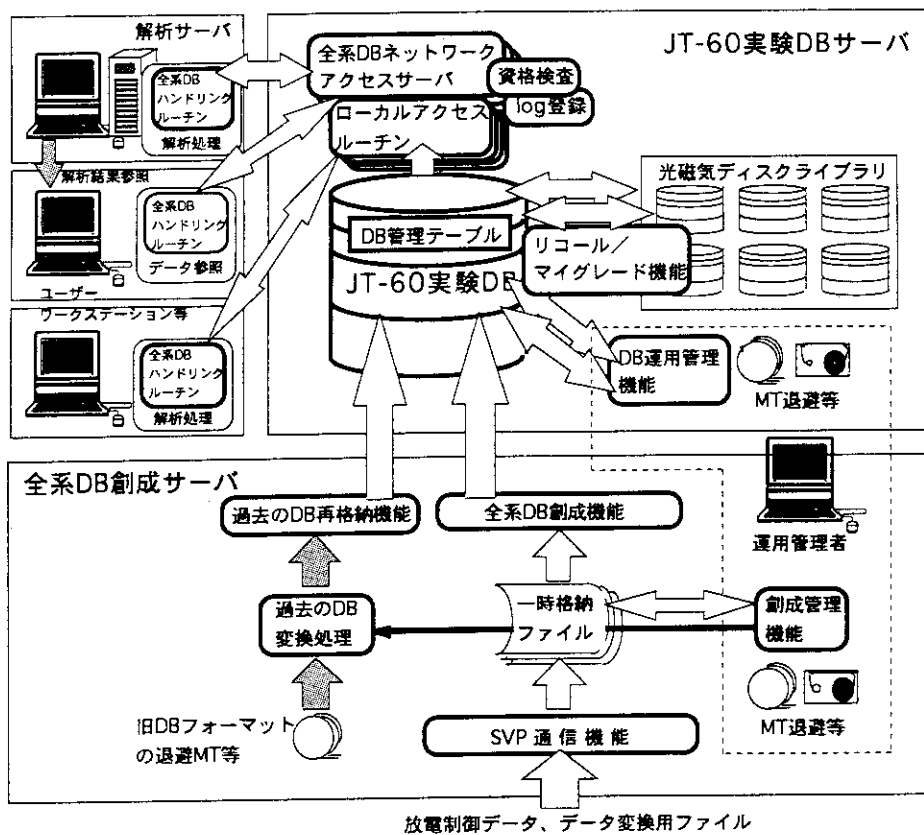 解析サーバ
全系DB
ハンドリング
ルーチン
解析処理
解析結果参照
全系DB
ハンドリング
ルーチン
データ参照
ユーザー
ワークステーション等
全系DB
ハンドリング
ルーチン
解析処理
JT-60実験DBサーバ
全系DBネットワーク
アクセスサーバ
資格検査
log登録
ローカルアクセス
ルーチン
光磁気ディスクライブラリ
DB管理テーブル
リコール／
マイグレード機能
JT-60実験DB
DB運用管理
機能
MT退避等
運用管理者
全系DB創成サーバ
過去のDB再格納機能
全系DB創成機能
過去のDB
変換処理
一時格納
ファイル
創成管理
機能
MT退避等
旧DBフォーマット
の退避MT等
SVP通信機能
放電制御データ、データ変換用ファイル